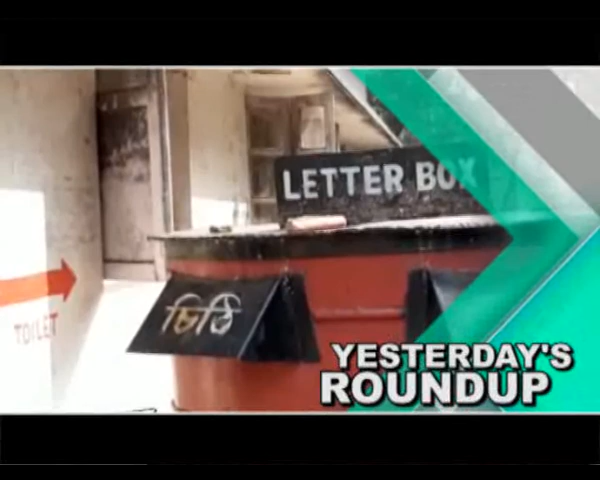 LETTER BOX
চিঠি
TOILET
YESTERDAY'S
ROUNDUP